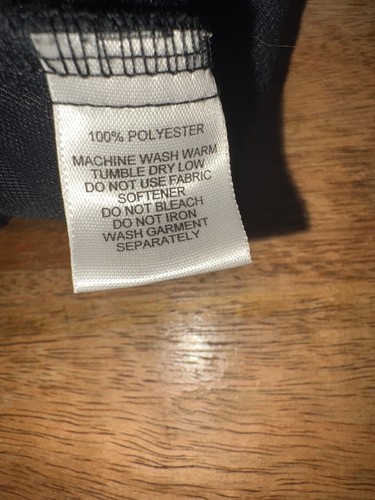 100% POLYESTER
MACHINE WASH WARM
TUMBLE DRY LOW
DO NOT USE FABRIC
SOFTENER
DO NOT BLEACH
DO NOT IRON
WASH GARMENT
SEPARATELY